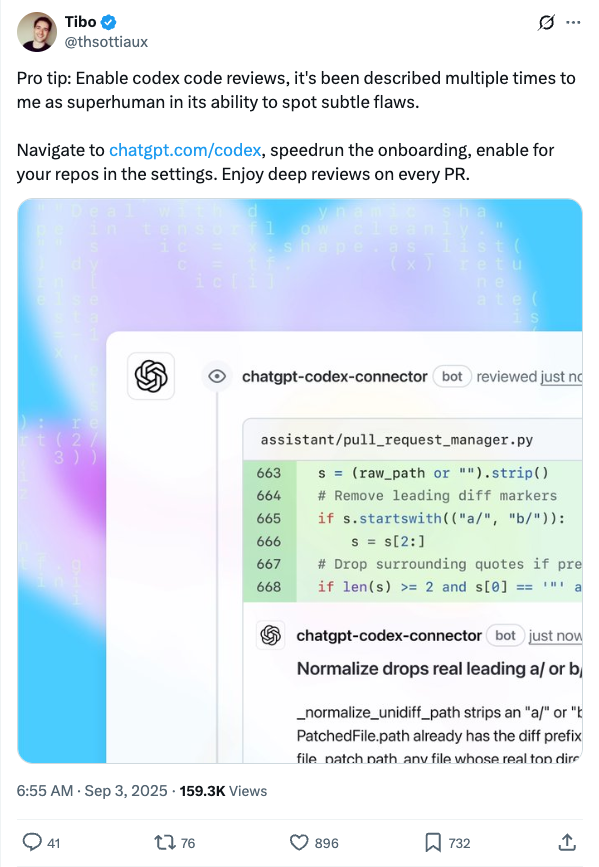 Tibo
@thsottiaux
Pro tip: Enable codex code reviews, it's been described multiple times to
me as superhuman in its ability to spot subtle flaws.
Navigate to chatgpt.com/codex, speedrun the onboarding, enable for
your repos in the settings. Enjoy deep reviews on every PR.
chatgpt-codex-connector bot reviewed just
assistant/pull_request_manager.py
663 s = (raw_path or "").strip()
664 # Remove leading diff markers
665 if s.startswith(("a/", "b/")):
666 s = s[2:]
667 # Drop surrounding quotes if
668 if len(s) >= 2 and s[0] == '"'
chatgpt-codex-connector bot just now
Normalize drops real leading a/ or b/
_normalize_unidiff_path strips an "a/" or
PatchedFile.path already has the diff prefix
file patch path any file whose real top
6:55 AM · Sep 3, 2025 · 159.3K Views
41 76 896 732